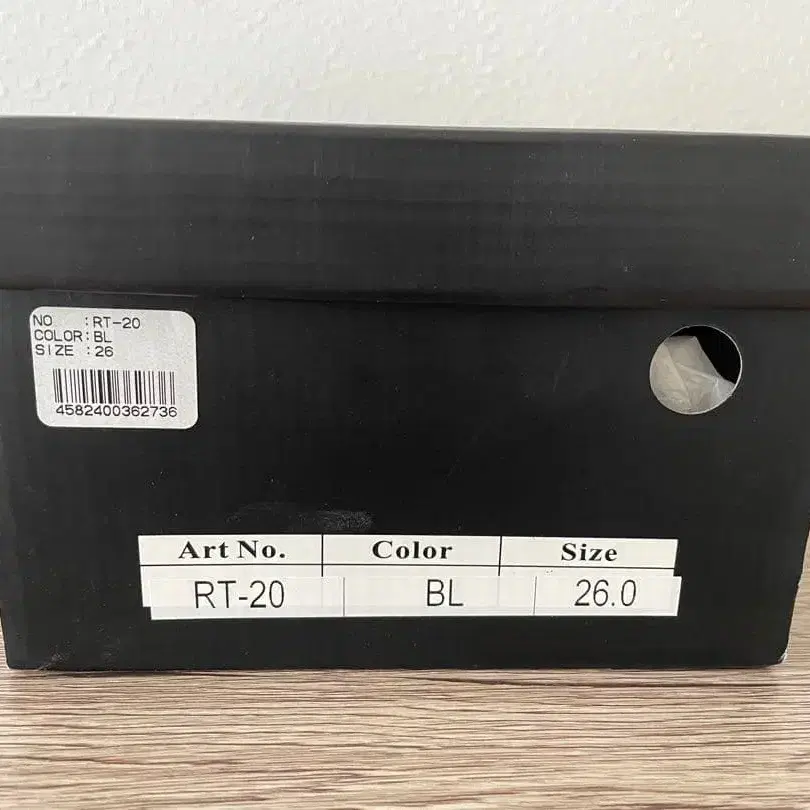 NO :RT-20
COLOR:BL
SIZE :26
4582400362736
Art No. Color Size
RT-20 BL 26.0